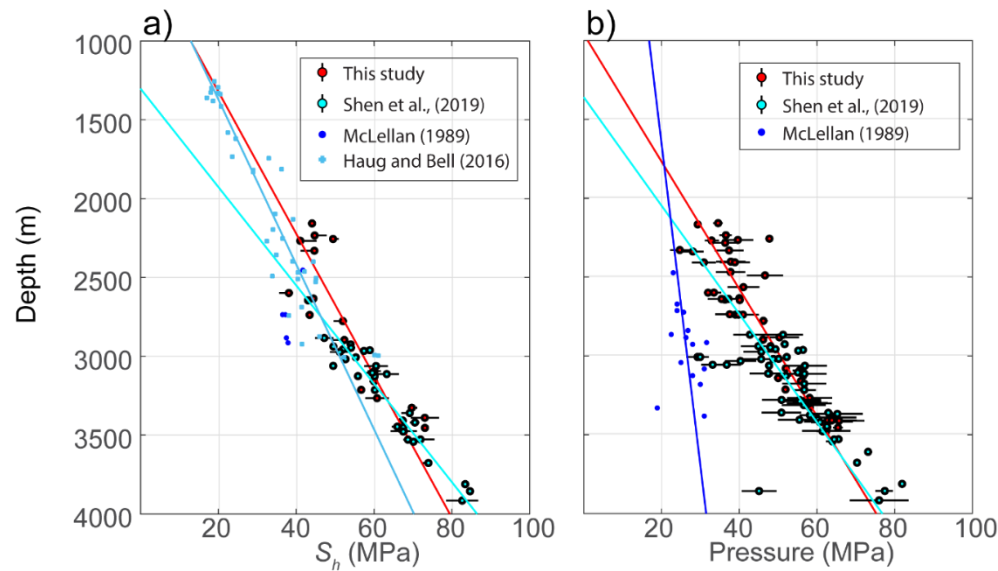 a)
b)
1000
1500
2000
2500
3000
3500
4000
Depth (m)
This study
Shen et al., (2019)
McLellan (1989)
Haug and Bell (2016)
0
20
40
60
80
100
Sh (MPa)
This study
Shen et al., (2019)
McLellan (1989)
20
40
60
80
100
Pressure (MPa)